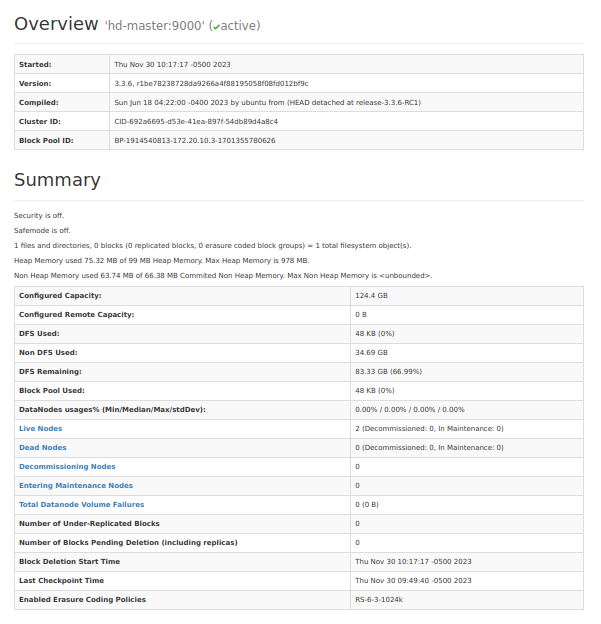 Overview 'hd-master:9000' (✔active)
Started: Thu Nov 30 10:17:17 -0500 2023
Version: 3.3.6, r1be78238728da9266a4f88195058f08fd012bf9c
Compiled: Sun Jun 18 04:22:00 -0400 2023 by ubuntu from (HEAD detached at release-3.3.6-RC1)
Cluster ID: CID-692a6695-d53e-41ea-897f-54db89d4a8c4
Block Pool ID: BP-1914540813-172.20.10.3-1701355780626
Summary
Security is off.
Safemode is off.
1 files and directories, 0 blocks (0 replicated blocks, 0 erasure coded block groups) = 1 total filesystem object(s).
Heap Memory used 75.32 MB of 99 MB Heap Memory. Max Heap Memory is 978 MB.
Non Heap Memory used 63.74 MB of 66.38 MB Commited Non Heap Memory. Max Non Heap Memory is <unbounded>.
Configured Capacity: 124.4 GB
Configured Remote Capacity: 0 B
DFS Used: 48 KB (0%)
Non DFS Used: 34.69 GB
DFS Remaining: 83.33 GB (66.99%)
Block Pool Used: 48 KB (0%)
DataNodes usages% (Min/Median/Max/stdDev): 0.00% / 0.00% / 0.00% / 0.00%
Live Nodes 2 (Decommissioned: 0, In Maintenance: 0)
Dead Nodes 0 (Decommissioned: 0, In Maintenance: 0)
Decommissioning Nodes 0
Entering Maintenance Nodes 0
Total Datanode Volume Failures 0 (0 B)
Number of Under-Replicated Blocks 0
Number of Blocks Pending Deletion (including replicas) 0
Block Deletion Start Time Thu Nov 30 10:17:17 -0500 2023
Last Checkpoint Time Thu Nov 30 09:49:40 -0500 2023
Enabled Erasure Coding Policies RS-6-3-1024k